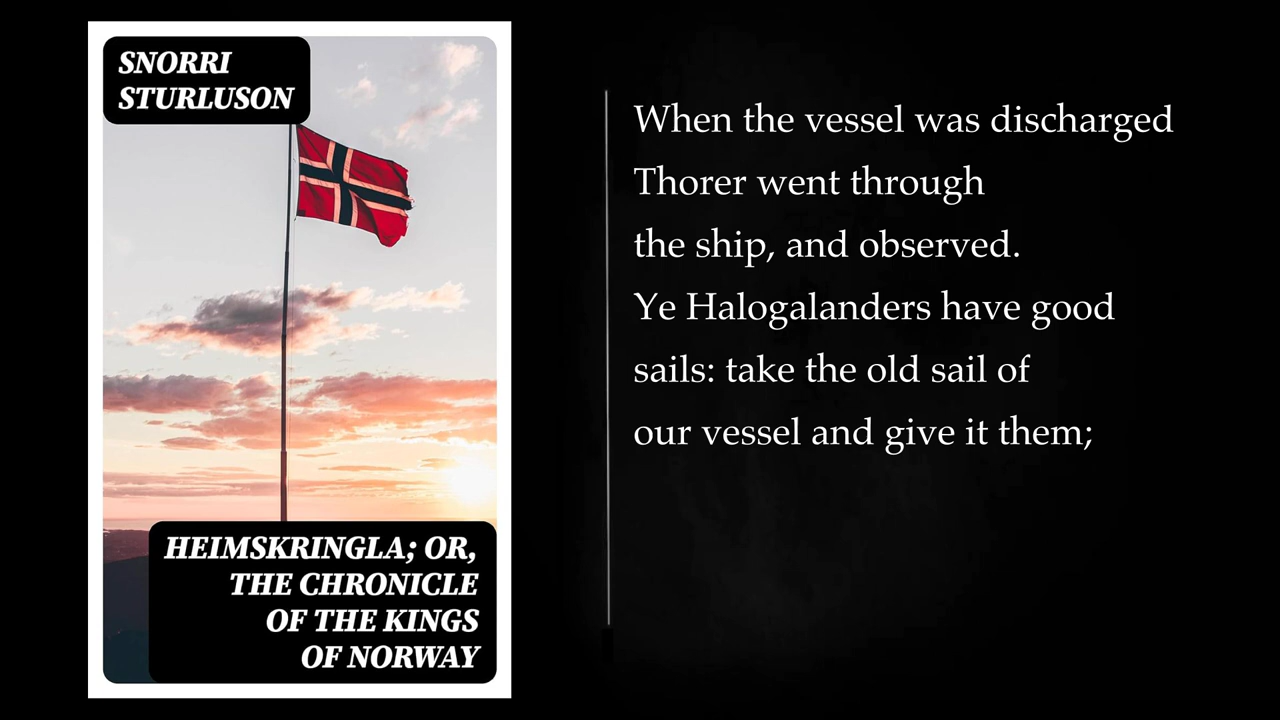 SNORRI
STURLUSON
HEIMSKRINGLA; OR,
THE CHRONICLE
OF THE KINGS
OF NORWAY
When the vessel was discharged
Thorer went through
the ship, and observed.
Ye Halogalanders have good
sails: take the old sail of
our vessel and give it them;